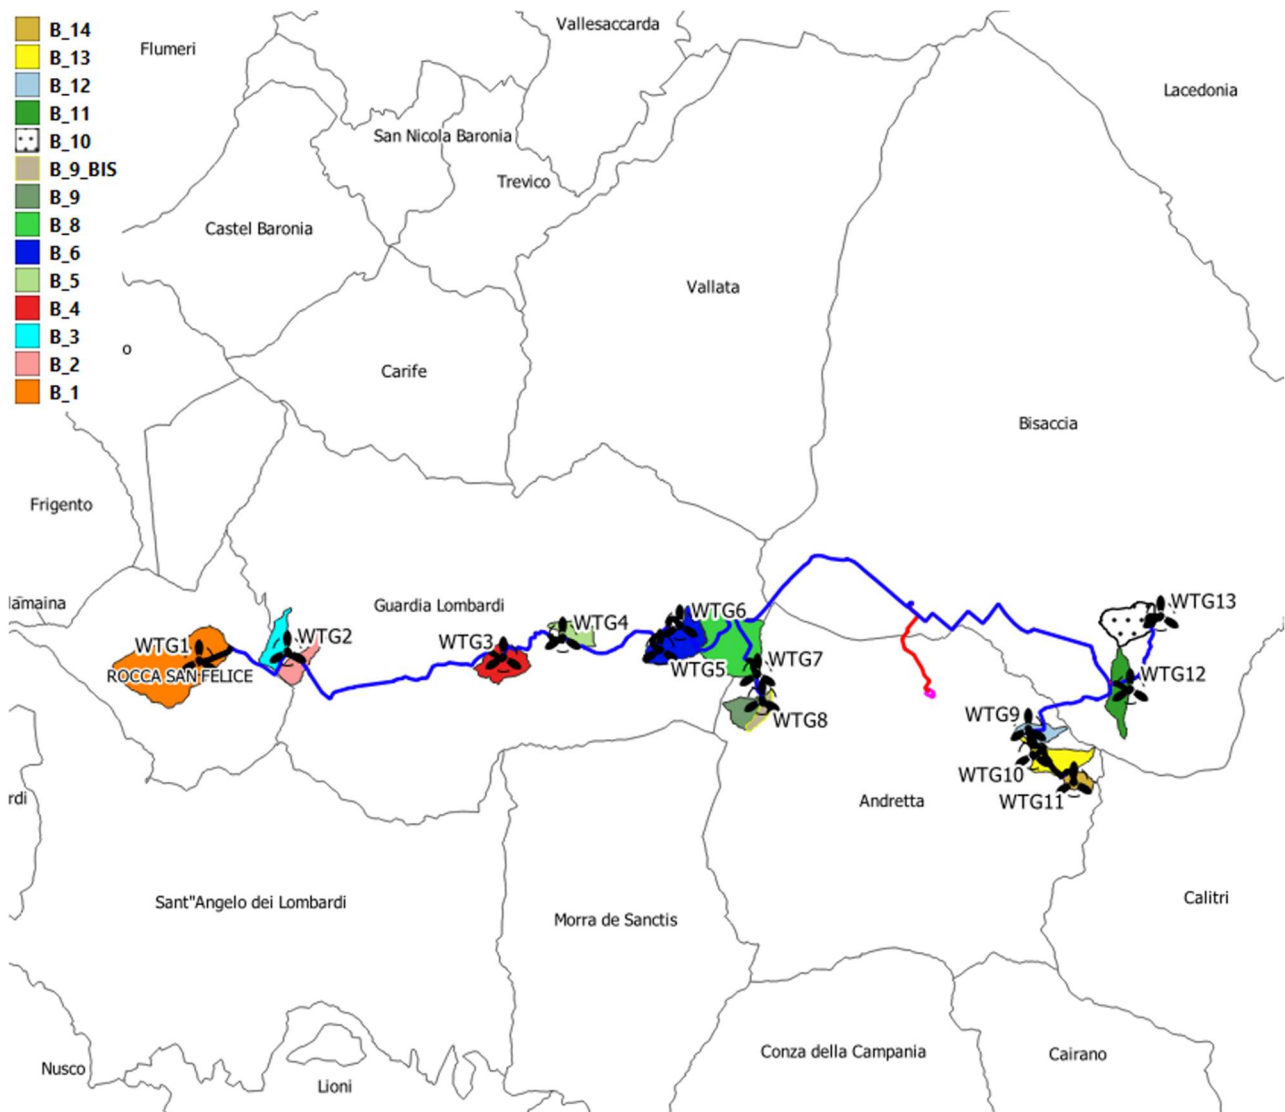 B_14
B_13
B_12
B_11
B_10
B_9_BIS
B_9
B_8
B_6
B_5
B_4
B_3
B_2
B_1
Flumeri
Vallesaccarda
Lacedonia
San Nicola Baronia
Trevico
Castel Baronia
Vallata
o
Carife
Bisaccia
Frigento
lamaina
Guardia Lombardi
WTG1
ROCCA SAN FELICE
WTG2
WTG3
WTG4
WTG6
WTG5
WTG7
WTG8
WTG13
WTG12
WTG9
WTG10
WTG11
rdi
Andretta
Sant"Angelo dei Lombardi
Morra de Sanctis
Calitri
Nusco
Lioni
Conza della Campania
Cairano